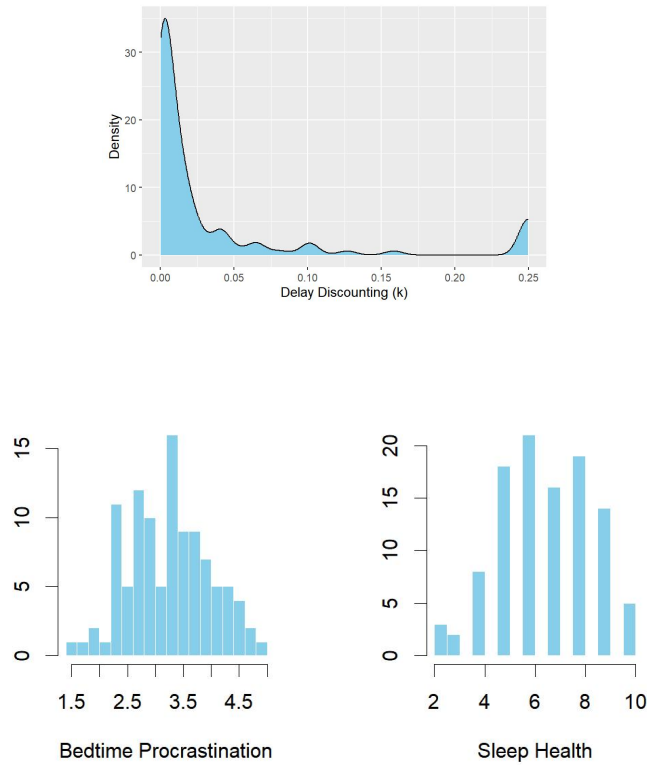 30
20
10
0
Density
0.00 0.05 0.10 0.15 0.20 0.25
Delay Discounting (k)
15
10
5
0
1.5 2.5 3.5 4.5
Bedtime Procrastination
20
15
10
5
0
2 4 6 8 10
Sleep Health